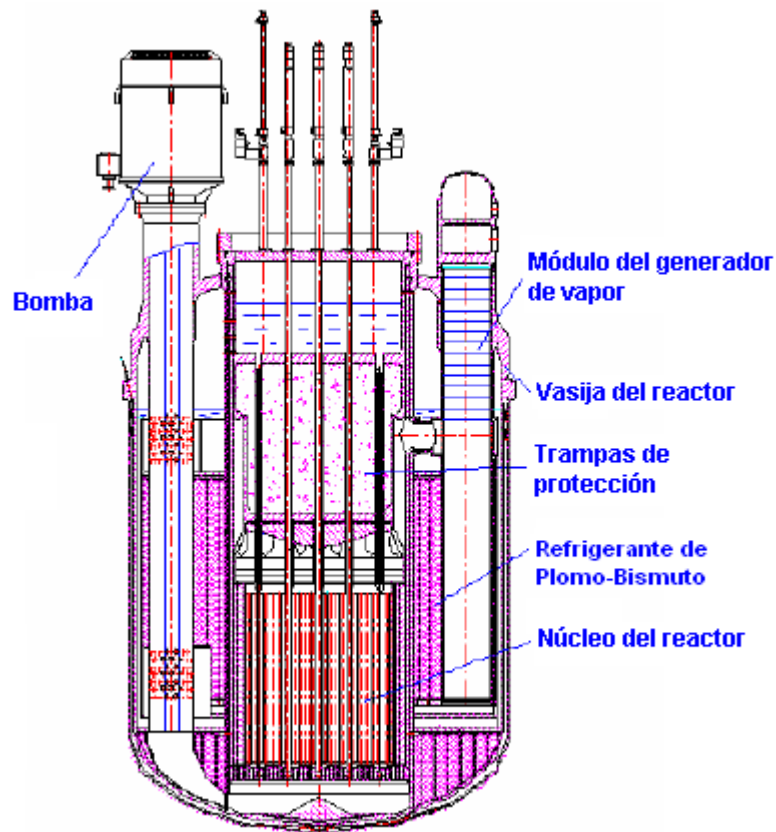 Bomba
Módulo del generador
de vapor
Vasija del reactor
Trampas de
protección
Refrigerante de
Plomo-Bismuto
Núcleo del reactor